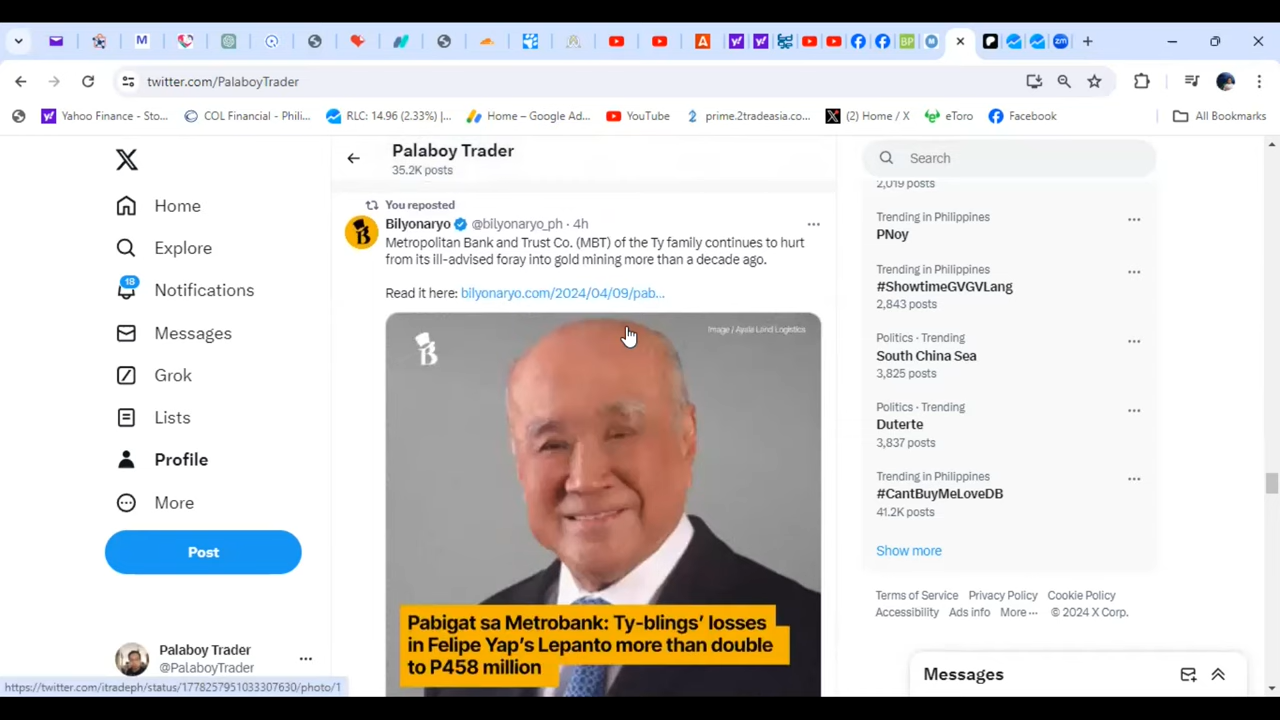 twitter.com/PalaboyTrader
Yahoo Finance - Sto...
COL Financial - Phili...
RLC: 14.96 (2.33%) |...
Home – Google Ad...
YouTube
prime.2tradeasia.co...
(2) Home / X
eToro
Facebook
All Bookmarks
Home
Explore
18
Notifications
Messages
Grok
Lists
Profile
More
Post
Palaboy Trader
@PalaboyTrader
https://twitter.com/itradeph/status/1778257951033307630/photo/1
Palaboy Trader
35.2K posts
You reposted
Bilyonaryo @bilyonaryo_ph · 4h
Metropolitan Bank and Trust Co. (MBT) of the Ty family continues to hurt
from its ill-advised foray into gold mining more than a decade ago.
Read it here: bilyonaryo.com/2024/04/09/pab...
Image / Ayala Land Logistics
B
Pabigat sa Metrobank: Ty-blings' losses
in Felipe Yap's Lepanto more than double
to P458 million
Search
2,019 posts
Trending in Philippines
PNoy
Trending in Philippines
#ShowtimeGVGVLang
2,843 posts
Politics · Trending
South China Sea
3,825 posts
Politics · Trending
Duterte
3,837 posts
Trending in Philippines
#CantBuyMeLoveDB
41.2K posts
Show more
Terms of Service Privacy Policy Cookie Policy
Accessibility Ads info More ··· © 2024 X Corp.
Messages